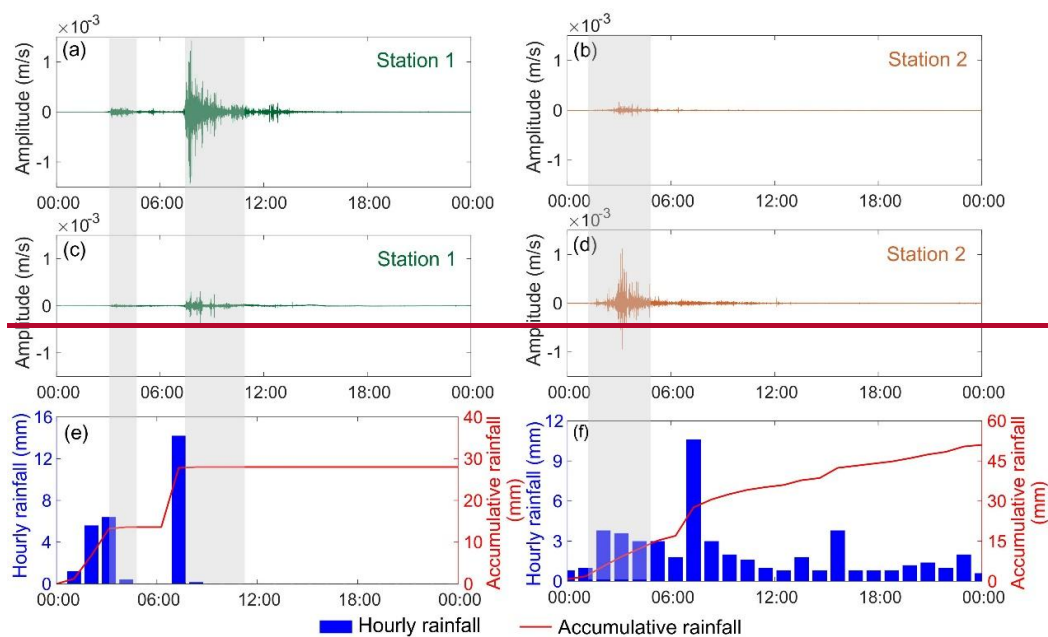 ×10⁻³
(a)
Station 1
Amplitude (m/s)
1
0
-1
00:00 06:00 12:00 18:00 00:00
×10⁻³
(b)
Station 2
Amplitude (m/s)
1
0
-1
00:00 06:00 12:00 18:00 00:00
×10⁻³
(c)
Station 1
Amplitude (m/s)
1
0
-1
00:00 06:00 12:00 18:00 00:00
×10⁻³
(d)
Station 2
Amplitude (m/s)
1
0
-1
00:00 06:00 12:00 18:00 00:00
(e)
Hourly rainfall (mm)
16
12
8
4
0
40
30
20
10
0
Accumulative rainfall
(mm)
00:00 06:00 12:00 18:00 00:00
(f)
Hourly rainfall (mm)
12
9
6
3
0
60
45
30
15
0
Accumulative rainfall
(mm)
00:00 06:00 12:00 18:00 00:00
Hourly rainfall Accumulative rainfall